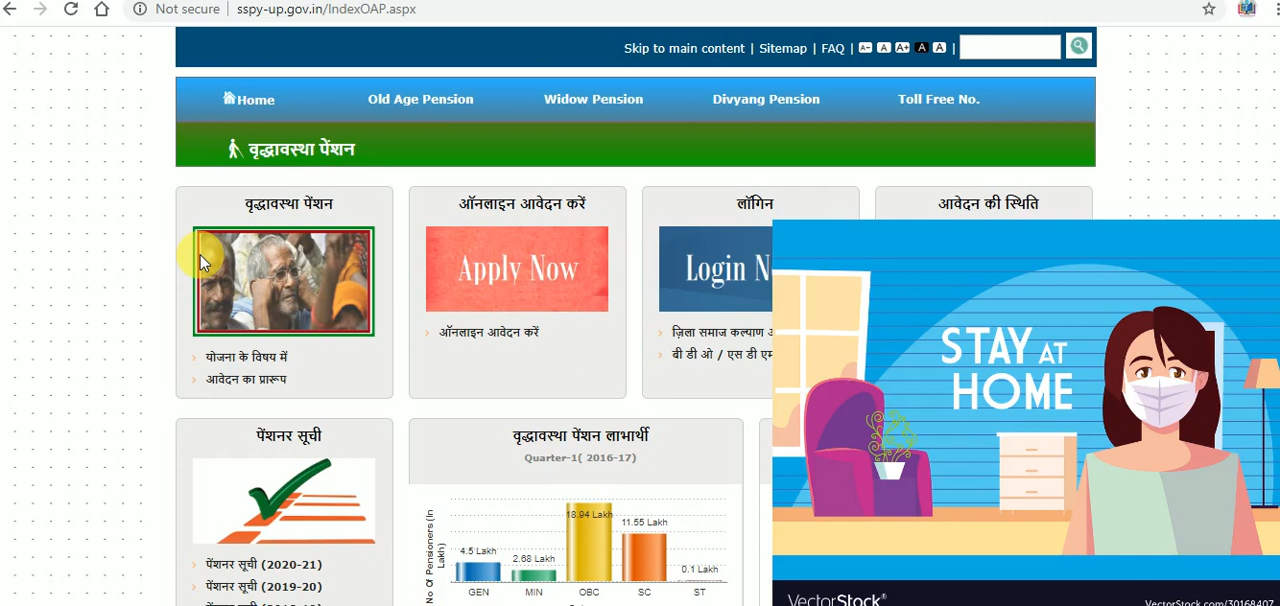 Not secure | sspy-up.gov.in/IndexOAP.aspx
Skip to main content | Sitemap | FAQ | A- A A+ A A |
Home Old Age Pension Widow Pension Divyang Pension Toll Free No.
वृद्धावस्था पेंशन
वृद्धावस्था पेंशन
Apply Now
ऑनलाइन आवेदन करें
लॉगिन
आवेदन की स्थिति
योजना के विषय में
आवेदन का प्रारूप
ऑनलाइन आवेदन करें
Login N
ज़िला समाज कल्याण
बी डी ओ / एस डी एम
STAY AT
HOME
पेंशनर सूची
पेंशनर सूची (2020-21)
पेंशनर सूची (2019-20)
वृद्धावस्था पेंशन लाभार्थी
Quarter-1( 2016-17)
No Of Pensioners (In Lakh)
4.5 Lakh
2.68 Lakh
18.94 Lakh
11.55 Lakh
0.1 Lakh
GEN MIN OBC SC ST
VectorStock®
VectorStock.com/30168407